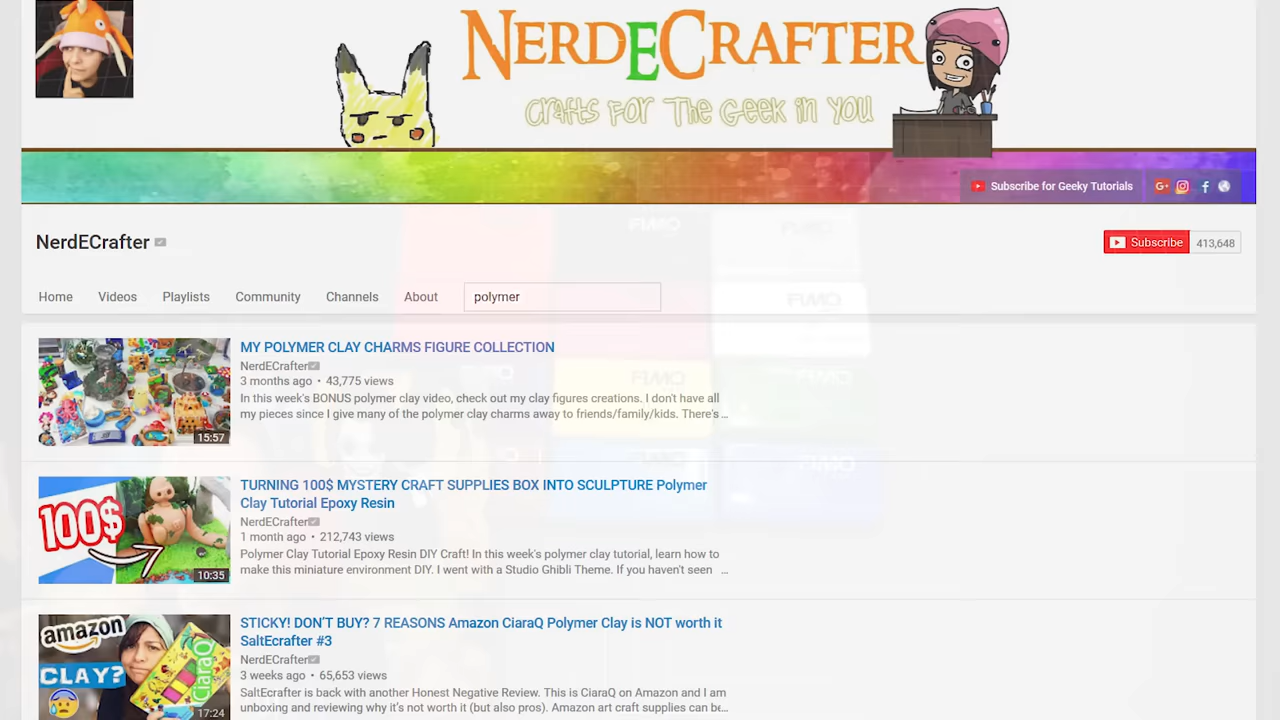 NERDECRAFTER
Crafts For The Geek in You
Subscribe for Geeky Tutorials
FIMO
FIMO
NerdECrafter
Subscribe 413,648
Home Videos Playlists Community Channels About polymer
FIMO
MY POLYMER CLAY CHARMS FIGURE COLLECTION
NerdECrafter
3 months ago • 43,775 views
In this week's BONUS polymer clay video, check out my clay figures creations. I don't have all
my pieces since I give many of the polymer clay charms away to friends/family/kids. There's ...
15:57
FIMO
FIMO
FIMO
100$
TURNING 100$ MYSTERY CRAFT SUPPLIES BOX INTO SCULPTURE Polymer
Clay Tutorial Epoxy Resin
NerdECrafter
1 month ago • 212,743 views
Polymer Clay Tutorial Epoxy Resin DIY Craft! In this week's polymer clay tutorial, learn how to
make this miniature environment DIY. I went with a Studio Ghibli Theme. If you haven't seen ...
10:35
amazon
CLAY?
CiaraQ
STICKY! DON'T BUY? 7 REASONS Amazon CiaraQ Polymer Clay is NOT worth it
SaltEcrafter #3
NerdECrafter
3 weeks ago • 65,653 views
SaltEcrafter is back with another Honest Negative Review. This is CiaraQ on Amazon and I am
unboxing and reviewing why it's not worth it (but also pros). Amazon art craft supplies can be...
17:24